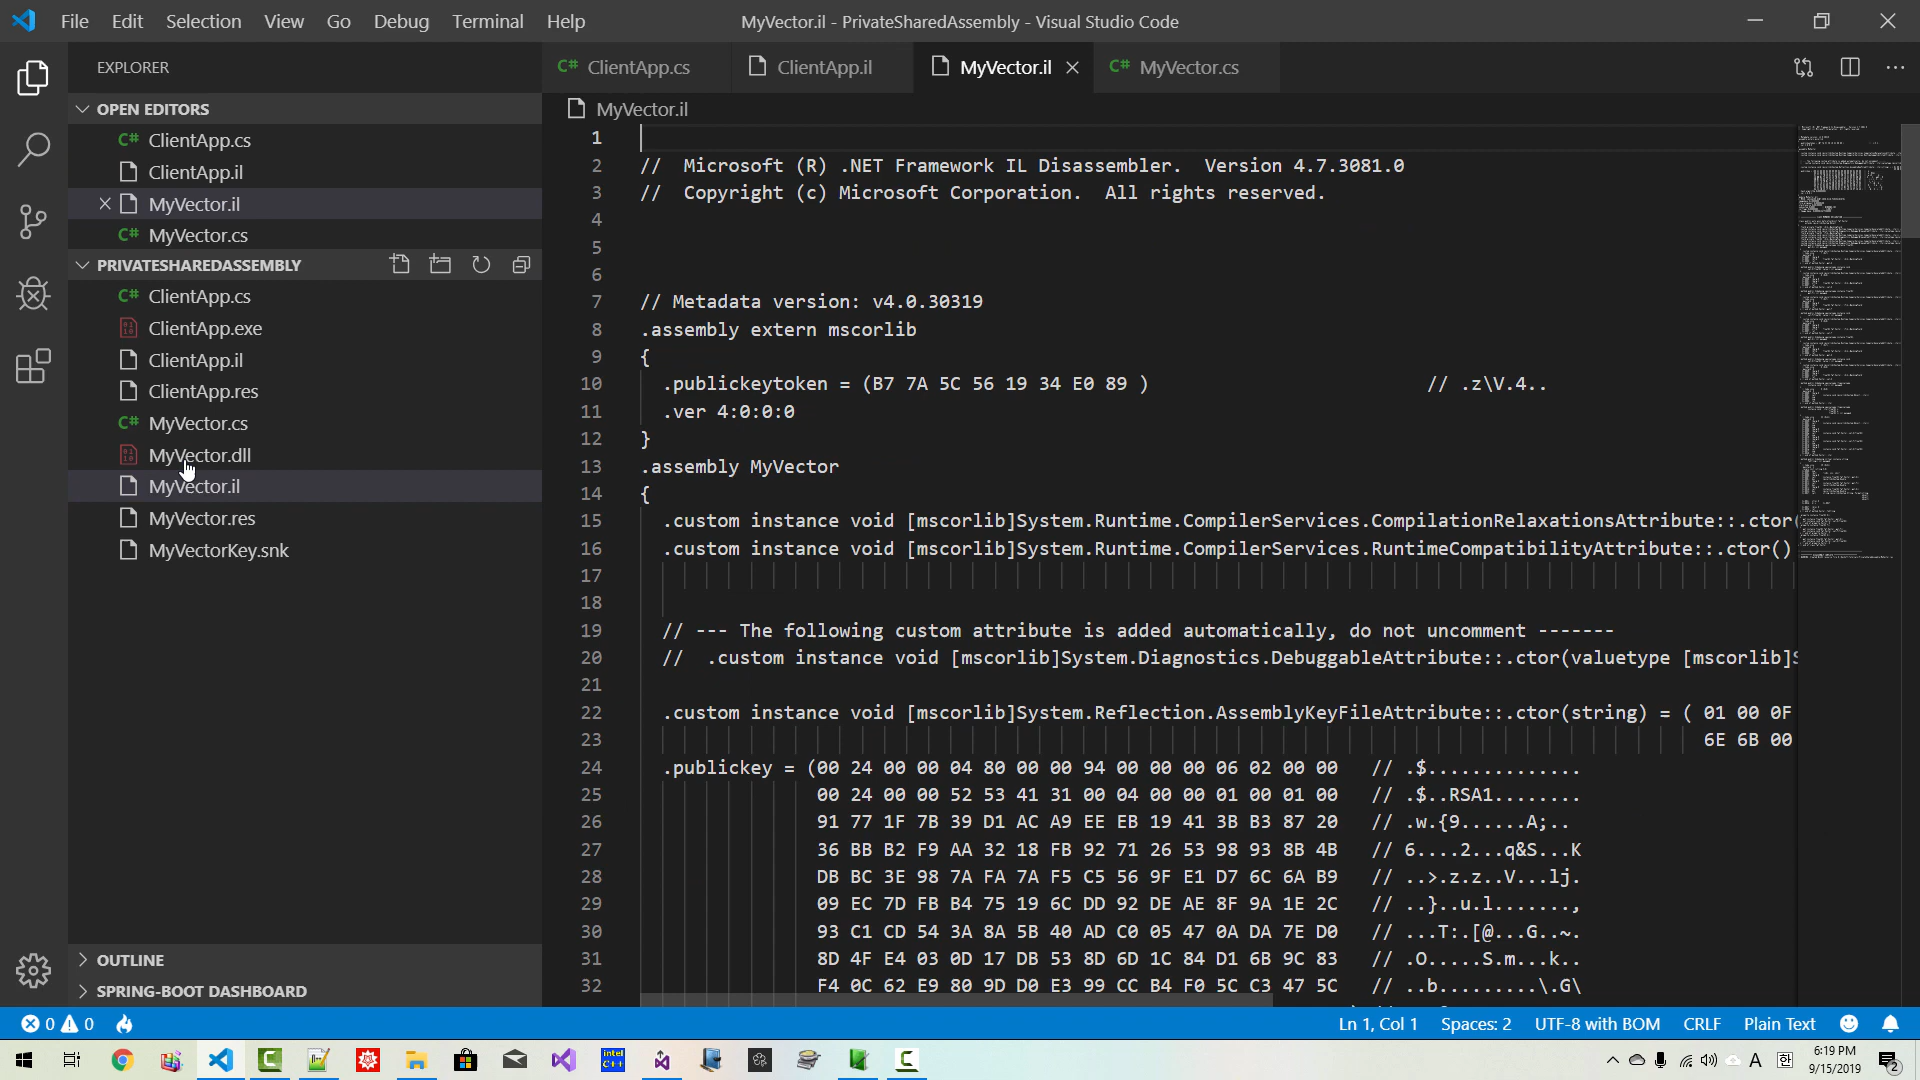 File Edit Selection View Go Debug Terminal Help
MyVector.il - PrivateSharedAssembly - Visual Studio Code
EXPLORER
OPEN EDITORS
C# ClientApp.cs
ClientApp.il
MyVector.il
C# MyVector.cs
PRIVATESHAREDASSEMBLY
C# ClientApp.cs
ClientApp.exe
ClientApp.il
ClientApp.res
C# MyVector.cs
MyVector.dll
MyVector.il
MyVector.res
MyVectorKey.snk
OUTLINE
SPRING-BOOT DASHBOARD
C# ClientApp.cs ClientApp.il MyVector.il C# MyVector.cs
MyVector.il
1
2 // Microsoft (R) .NET Framework IL Disassembler. Version 4.7.3081.0
3 // Copyright (c) Microsoft Corporation. All rights reserved.
4
5
6
7 // Metadata version: v4.0.30319
8 .assembly extern mscorlib
9 {
10 .publickeytoken = (B7 7A 5C 56 19 34 E0 89 ) // .z\V.4..
11 .ver 4:0:0:0
12 }
13 .assembly MyVector
14 {
15 .custom instance void [mscorlib]System.Runtime.CompilerServices.CompilationRelaxationsAttribute::.ctor(
16 .custom instance void [mscorlib]System.Runtime.CompilerServices.RuntimeCompatibilityAttribute::.ctor()
17
18
19 // --- The following custom attribute is added automatically, do not uncomment -------
20 // .custom instance void [mscorlib]System.Diagnostics.DebuggableAttribute::.ctor(valuetype [mscorlib]S
21
22 .custom instance void [mscorlib]System.Reflection.AssemblyKeyFileAttribute::.ctor(string) = ( 01 00 0F
23 6E 6B 00
24 .publickey = (00 24 00 00 04 80 00 00 94 00 00 00 06 02 00 00 // .$..............
25 00 24 00 00 52 53 41 31 00 04 00 00 01 00 01 00 // .$..RSA1........
26 91 77 1F 7B 39 D1 AC A9 EE EB 19 41 3B B3 87 20 // .w.{9......A;..
27 36 BB B2 F9 AA 32 18 FB 92 71 26 53 98 93 8B 4B // 6....2...q&S...K
28 DB BC 3E 98 7A FA 7A F5 C5 56 9F E1 D7 6C 6A B9 // ..>.z.z..V...lj.
29 09 EC 7D FB B4 75 19 6C DD 92 DE AE 8F 9A 1E 2C // ..}..u.l.......,
30 93 C1 CD 54 3A 8A 5B 40 AD C0 05 47 0A DA 7E D0 // ...T:.[@...G..~.
31 8D 4F E4 03 0D 17 DB 53 8D 6D 1C 84 D1 6B 9C 83 // .O.....S.m...k..
32 F4 0C 62 E9 80 9D D0 E3 99 CC B4 F0 5C C3 47 5C // ..b.........\.G\
0 0
Ln 1, Col 1 Spaces: 2 UTF-8 with BOM CRLF Plain Text
intel C++
A 한
6:19 PM
9/15/2019
2